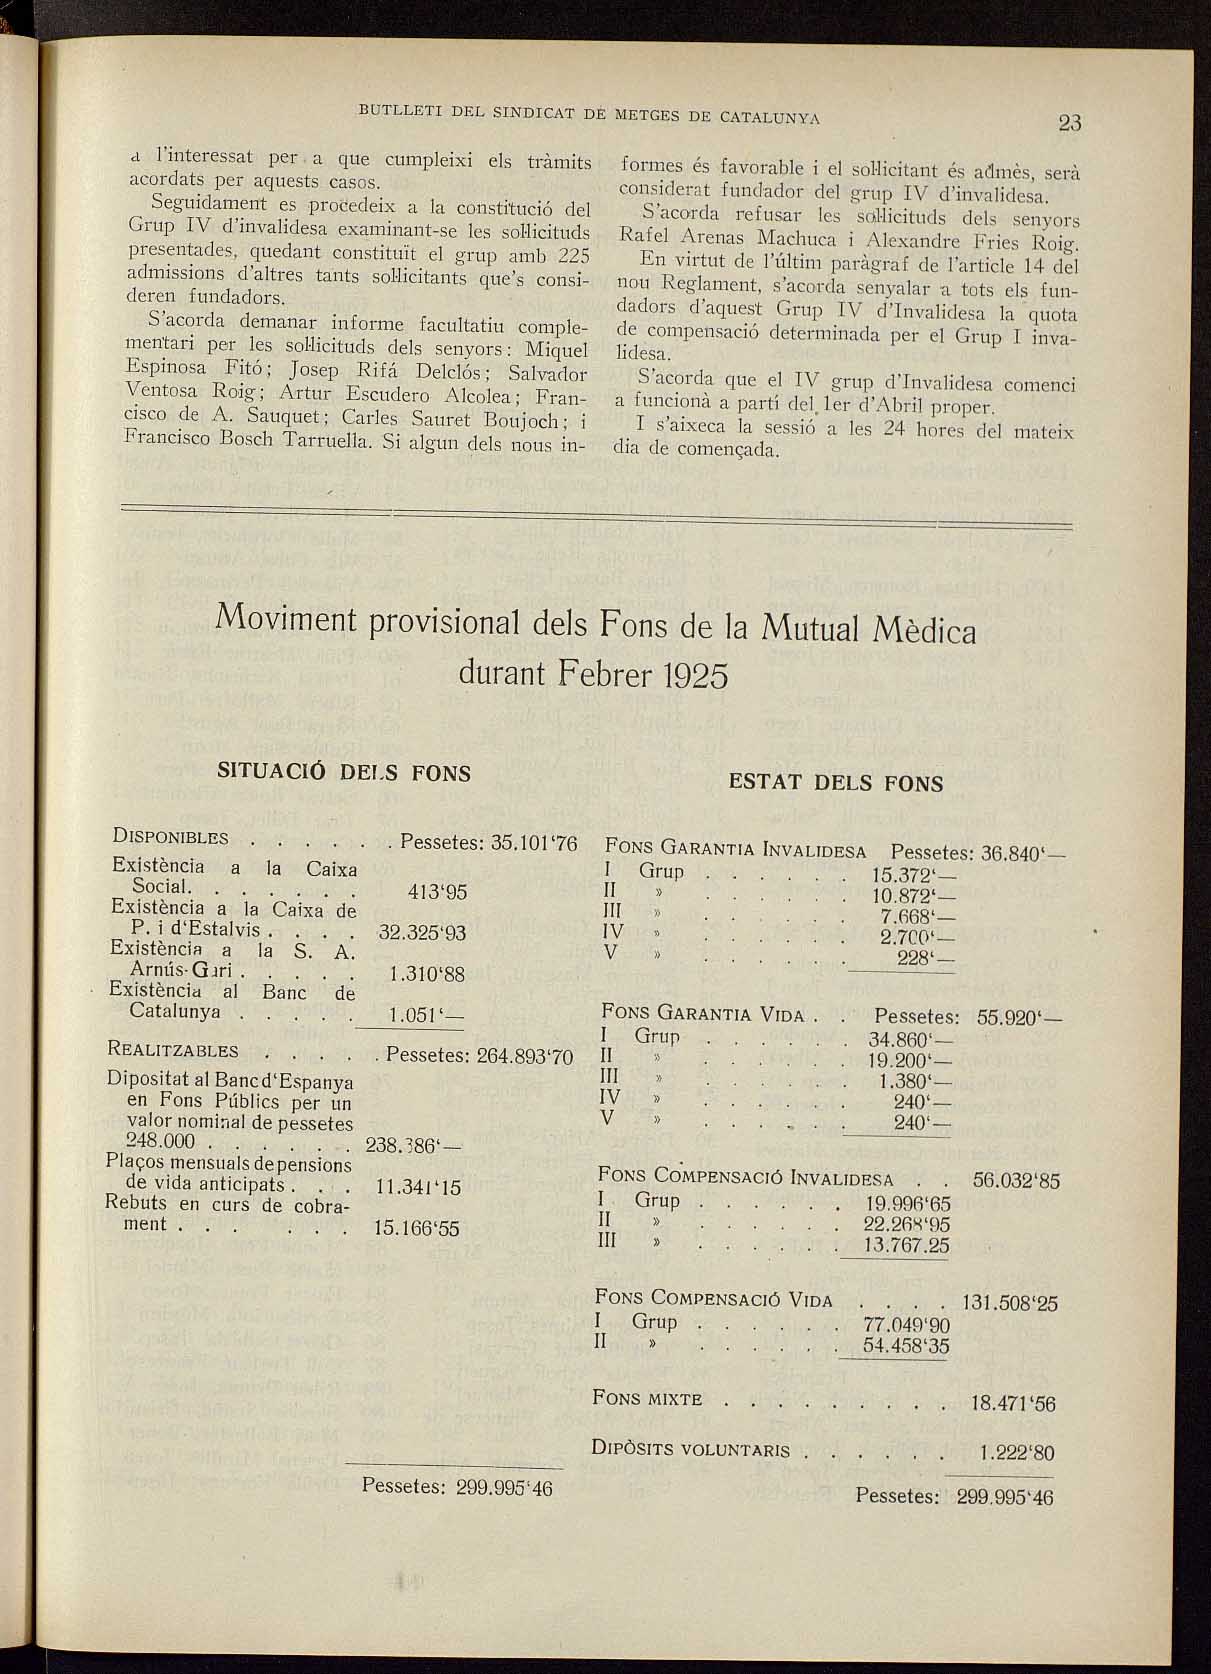 BUTLLETI DEL SINDICAT DE METGES DE CATALUNYA
23
a l'interessat per a que cumpleixi els tràmits
acordats per aquests casos.
Seguidament es procedeix a la constitució del
Grup IV d'invalidesa examinant-se les sol·licituds
presentades, quedant constituït el grup amb 225
admissions d'altres tants sol·licitants que's consi-
deren fundadors.
S'acorda demanar informe facultatiu comple-
mentari per les sol·licituds dels senyors: Miquel
Espinosa Fitó; Josep Rifá Delclós; Salvador
Ventosa Roig; Artur Escudero Alcolea; Fran-
cisco de A. Sauquet; Carles Sauret Boujoch; i
Francisco Bosch Tarruella. Si algun dels nous in-
formes és favorable i el sol·licitant és admès, serà
considerat fundador del grup IV d'invalidesa.
S'acorda refusar les sol·licituds dels senyors
Rafel Arenas Machuca i Alexandre Fries Roig.
En virtut de l'últim paràgraf de l'article 14 del
nou Reglament, s'acorda senyalar a tots els fun-
dadors d'aquest Grup IV d'Invalidesa la quota
de compensació determinada per el Grup I inva-
lidesa.
S'acorda que el IV grup d'Invalidesa comenci
a funcionà a partí del 1er d'Abril proper.
I s'aixeca la sessió a les 24 hores del mateix
dia de començada.
Moviment provisional dels Fons de la Mutual Mèdica
durant Febrer 1925
SITUACIÓ DELS FONS
DISPONIBLES . . . . . . Pessetes: 35.101'76
Existència a la Caixa
Social. . . . . . . 413'95
Existència a la Caixa de
P. i d'Estalvis . . . . 32.325'93
Existència a la S. A.
Arnús-Garí . . . . . 1.310'88
Existència al Banc de
Catalunya . . . . . 1.051'—
REALITZABLES . . . . . Pessetes: 264.893'70
Dipositat al Banc d'Espanya
en Fons Públics per un
valor nominal de pessetes
248.000 . . . . . . 238.386'—
Plaços mensuals de pensions
de vida anticipats . . . 11.341'15
Rebuts en curs de cobra-
ment . . . . . . 15.166'55
Pessetes: 299.995'46
ESTAT DELS FONS
FONS GARANTIA INVALIDESA Pessetes: 36.840'—
I Grup . . . . . . 15.372'—
II » . . . . . . 10.872'—
III » . . . . . . 7.668'—
IV » . . . . . . 2.700'—
V » . . . . . . 228'—
FONS GARANTIA VIDA . . Pessetes: 55.920'—
I Grup . . . . . . 34.860'—
II » . . . . . . 19.200'—
III » . . . . . . 1.380'—
IV » . . . . . . 240'—
V » . . . . . . 240'—
FONS COMPENSACIÓ INVALIDESA . . 56.032'85
I Grup . . . . . . 19.996'65
II » . . . . . . 22.268'95
III » . . . . . . 13.767.25
FONS COMPENSACIÓ VIDA . . . . 131.508'25
I Grup . . . . . . 77.049'90
II » . . . . . . 54.458'35
FONS MIXTE . . . . . . . . . 18.471'56
DIPÒSITS VOLUNTARIS . . . . . . 1.222'80
Pessetes: 299.995'46